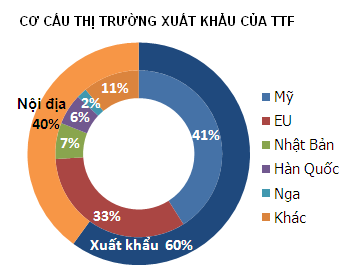 CƠ CẤU THỊ TRƯỜNG XUẤT KHẨU CỦA TTF
Nội địa
40%
11%
2%
6%
7%
41%
33%
Xuất khẩu 60%
Mỹ
EU
Nhật Bản
Hàn Quốc
Nga
Khác